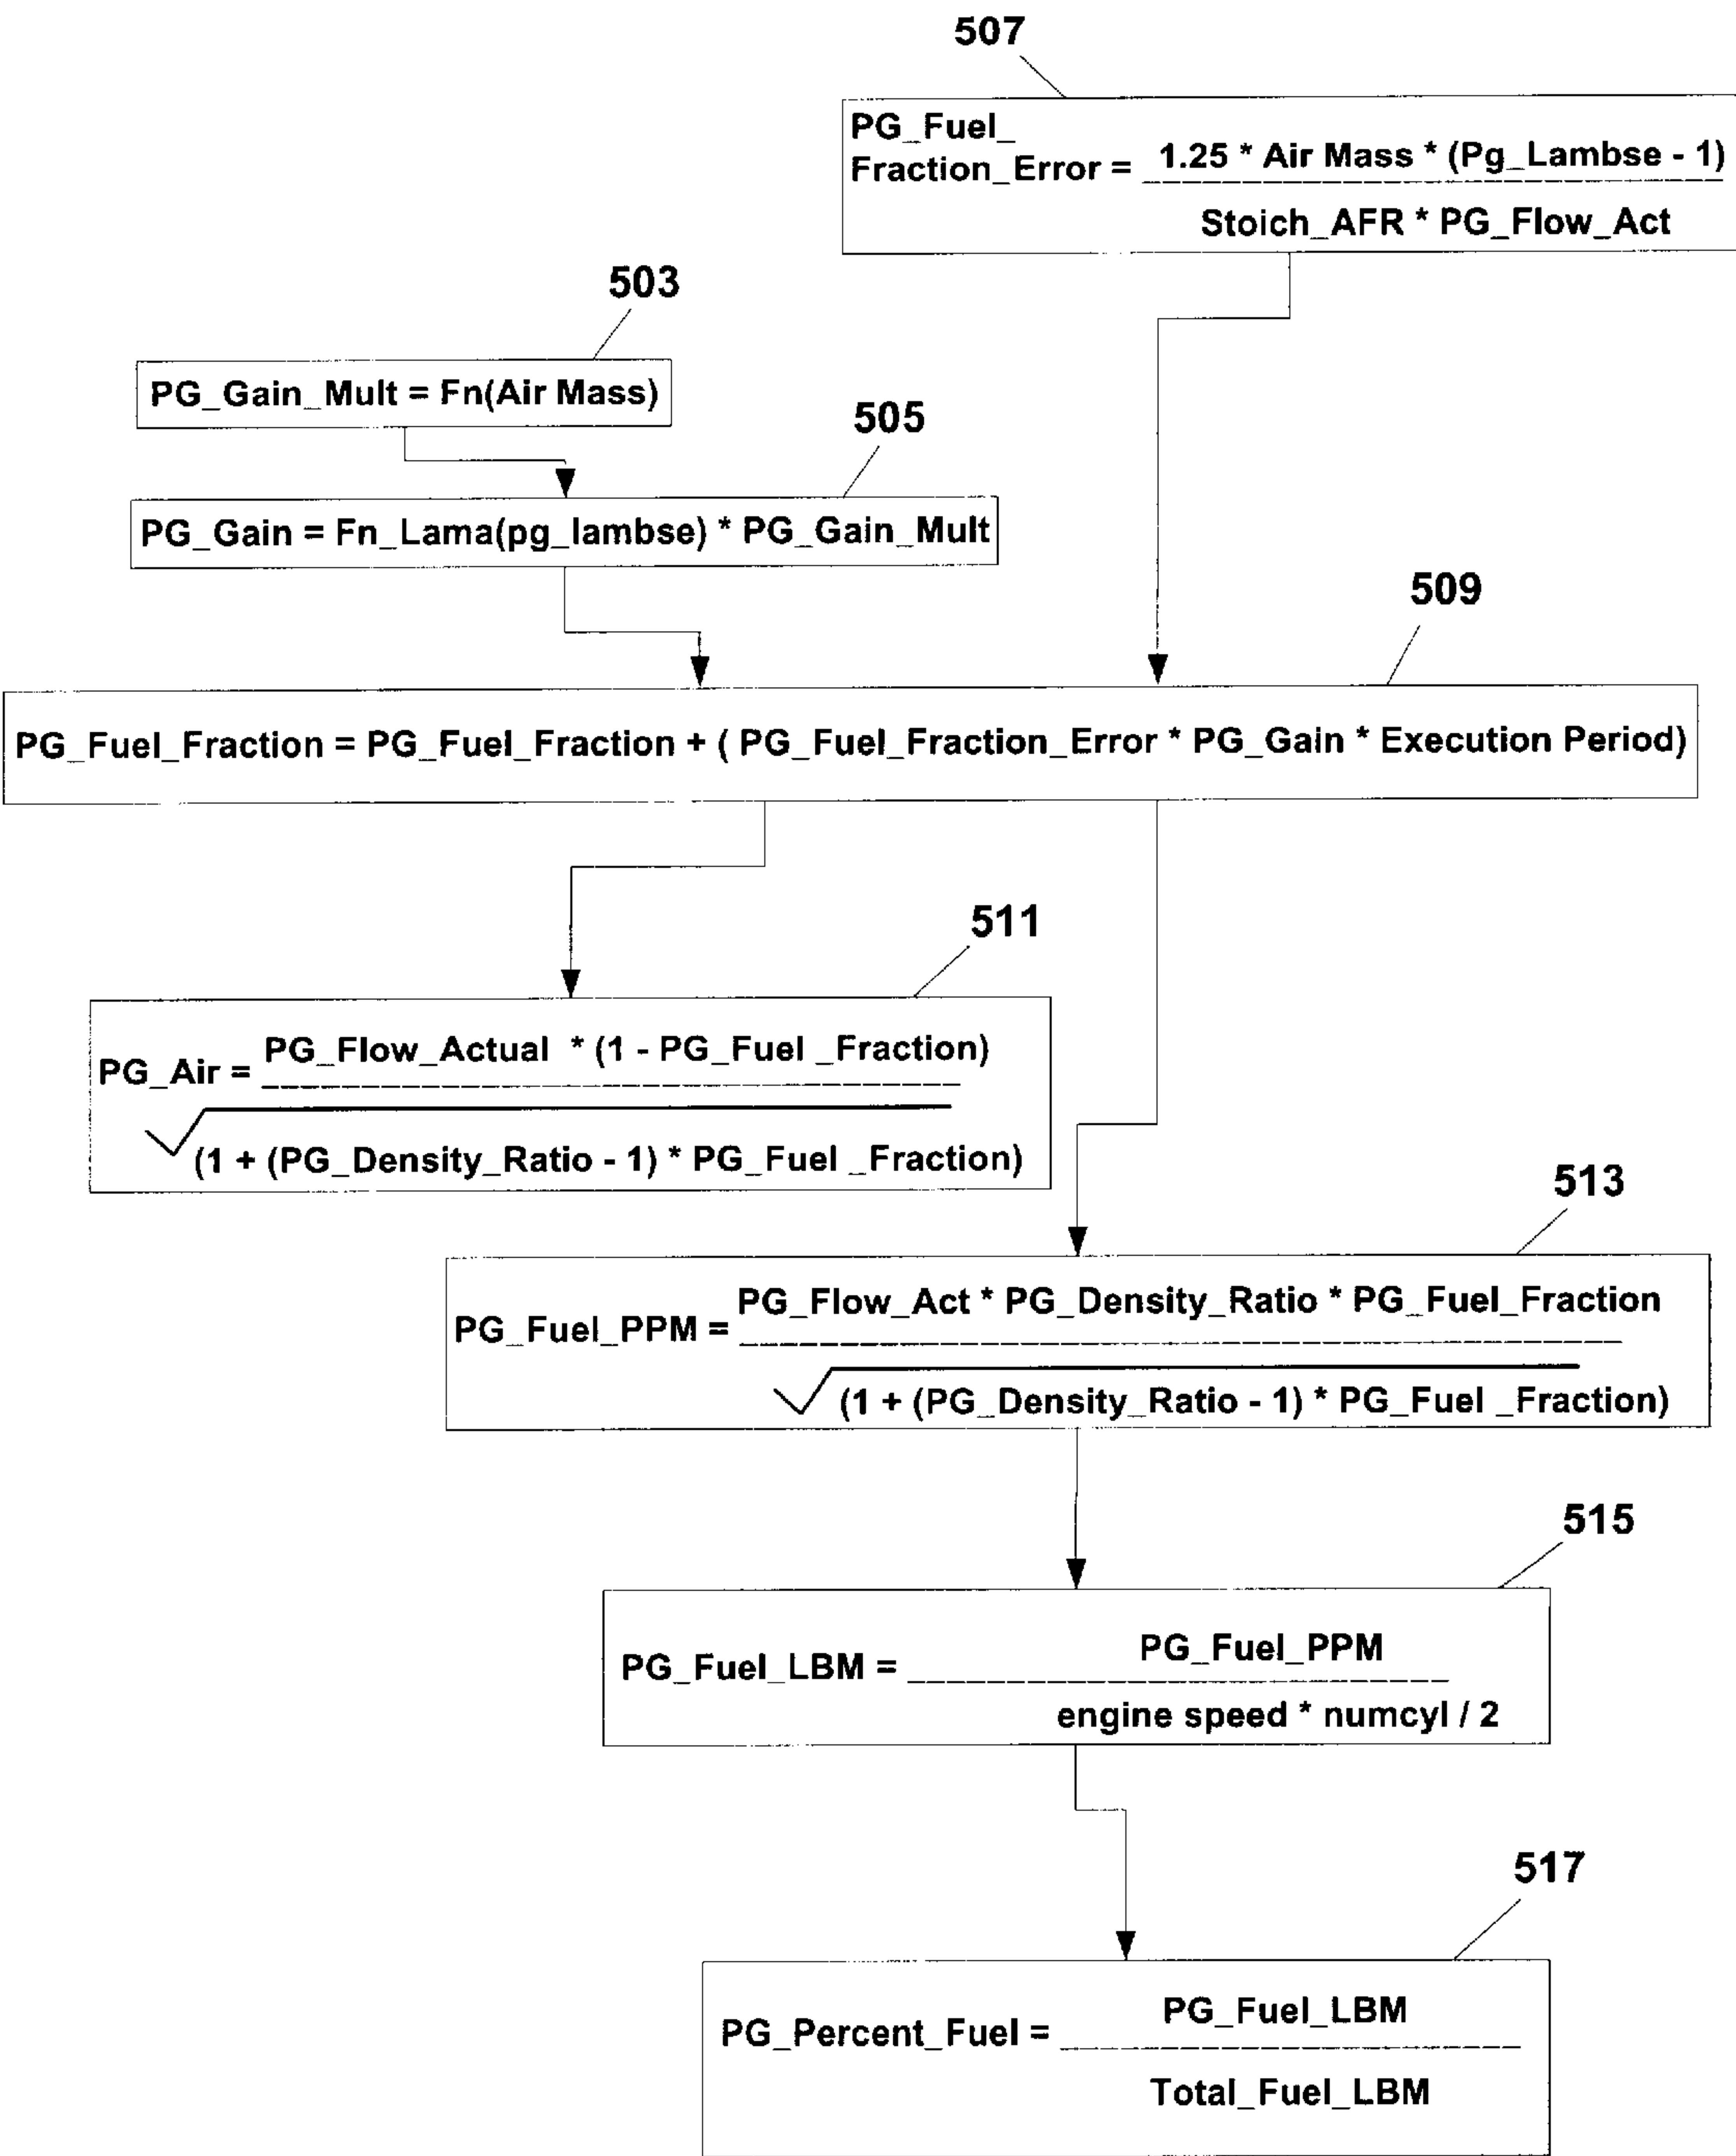 507
PG_Fuel_
Fraction_Error = 1.25 * Air Mass * (Pg_Lambse - 1)
Stoich_AFR * PG_Flow_Act
503
PG_Gain_Mult = Fn(Air Mass)
505
PG_Gain = Fn_Lama(pg_lambse) * PG_Gain_Mult
509
PG_Fuel_Fraction = PG_Fuel_Fraction + ( PG_Fuel_Fraction_Error * PG_Gain * Execution Period)
511
PG_Air = PG_Flow_Actual * (1 - PG_Fuel _Fraction)
√(1 + (PG_Density_Ratio - 1) * PG_Fuel _Fraction)
513
PG_Fuel_PPM = PG_Flow_Act * PG_Density_Ratio * PG_Fuel_Fraction
√(1 + (PG_Density_Ratio - 1) * PG_Fuel _Fraction)
515
PG_Fuel_LBM = PG_Fuel_PPM
engine speed * numcyl / 2
517
PG_Percent_Fuel = PG_Fuel_LBM
Total_Fuel_LBM